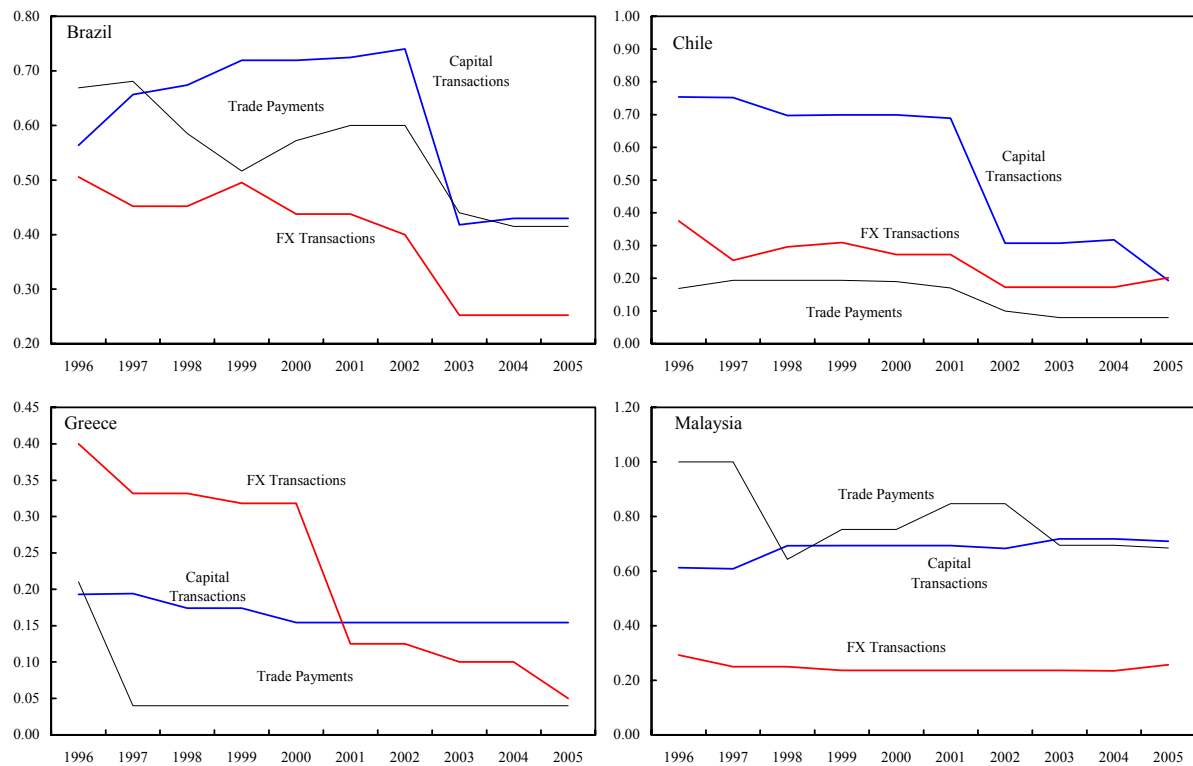 Brazil
0.80
0.70
0.60
0.50
0.40
0.30
0.20
Capital
Transactions
Trade Payments
FX Transactions
1996 1997 1998 1999 2000 2001 2002 2003 2004 2005
Chile
1.00
0.90
0.80
0.70
0.60
0.50
0.40
0.30
0.20
0.10
0.00
Capital
Transactions
FX Transactions
Trade Payments
1996 1997 1998 1999 2000 2001 2002 2003 2004 2005
Greece
0.45
0.40
0.35
0.30
0.25
0.20
0.15
0.10
0.05
0.00
FX Transactions
Capital
Transactions
Trade Payments
1996 1997 1998 1999 2000 2001 2002 2003 2004 2005
Malaysia
1.20
1.00
0.80
0.60
0.40
0.20
0.00
Trade Payments
Capital
Transactions
FX Transactions
1996 1997 1998 1999 2000 2001 2002 2003 2004 2005